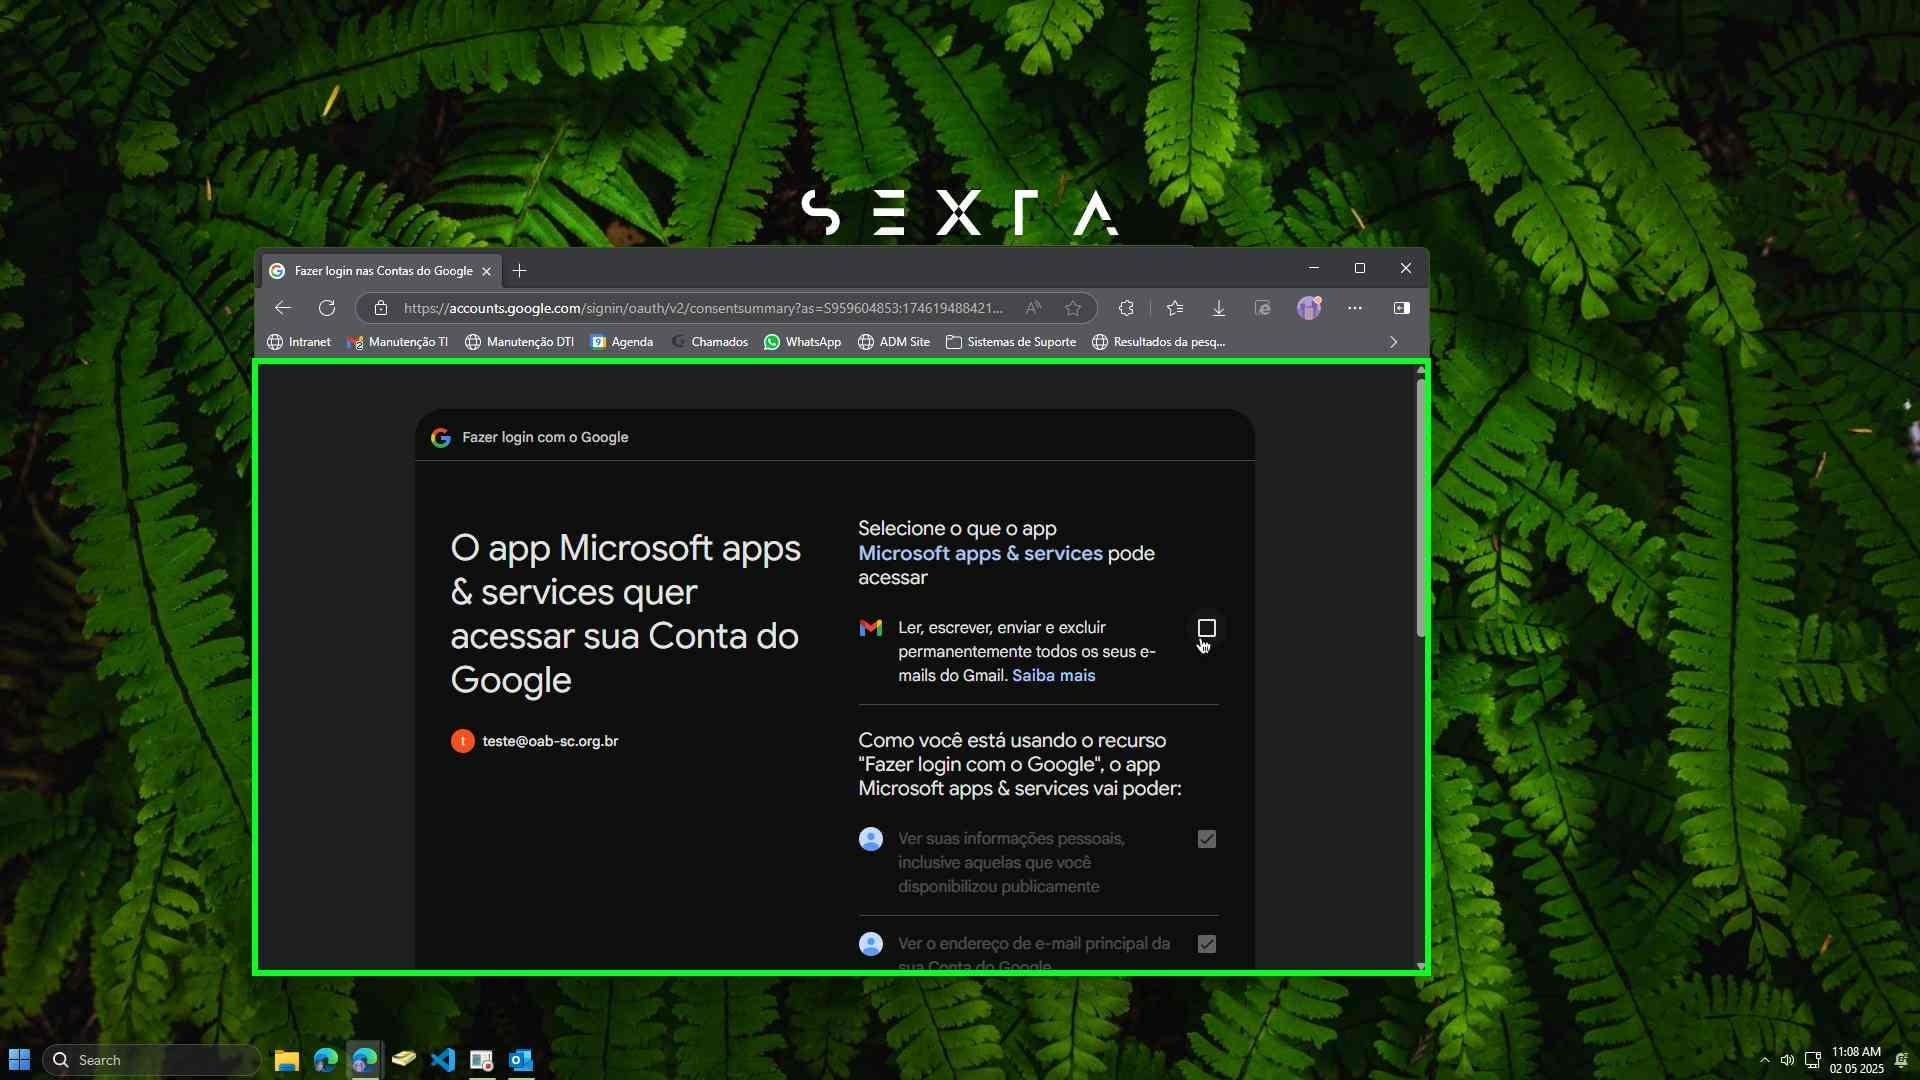 SEXTA
Fazer login nas Contas do Google
https://accounts.google.com/signin/oauth/v2/consentsummary?as=S959604853:174619488421...
Intranet
Manutenção TI
Manutenção DTI
Agenda
Chamados
WhatsApp
ADM Site
Sistemas de Suporte
Resultados da pesq...
Fazer login com o Google
O app Microsoft apps
& services quer
acessar sua Conta do
Google
t
teste@oab-sc.org.br
Selecione o que o app
Microsoft apps & services pode
acessar
Ler, escrever, enviar e excluir
permanentemente todos os seus e-
mails do Gmail. Saiba mais
Como você está usando o recurso
"Fazer login com o Google", o app
Microsoft apps & services vai poder:
Ver suas informações pessoais,
inclusive aquelas que você
disponibilizou publicamente
Ver o endereço de e-mail principal da
sua Conta do Google
Search
11:08 AM
02 05 2025